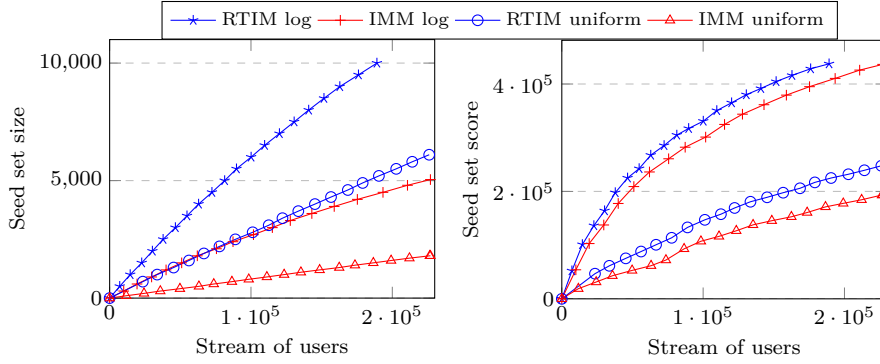 RTIM log IMM log RTIM uniform IMM uniform
10,000
5,000
0
0 1 · 10^5 2 · 10^5
Seed set size
Stream of users
4 · 10^5
2 · 10^5
0
0 1 · 10^5 2 · 10^5
Seed set score
Stream of users